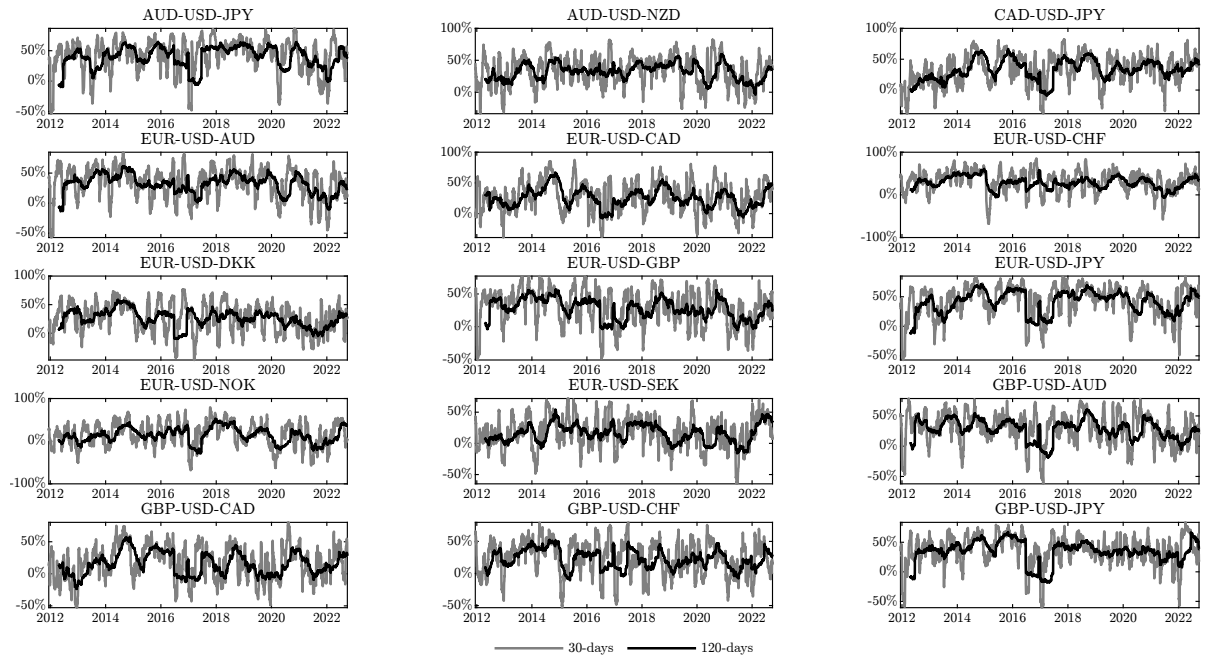 AUD-USD-JPY AUD-USD-NZD CAD-USD-JPY
50% 100% 100%
0% 50% 50%
-50% 0% 0%
2012 2014 2016 2018 2020 2022 2012 2014 2016 2018 2020 2022 2012 2014 2016 2018 2020 2022
EUR-USD-AUD EUR-USD-CAD EUR-USD-CHF
50% 100% 100%
0% 50% 0%
-50% 0% -100%
2012 2014 2016 2018 2020 2022 2012 2014 2016 2018 2020 2022 2012 2014 2016 2018 2020 2022
EUR-USD-DKK EUR-USD-GBP EUR-USD-JPY
100% 50% 50%
50% 0% 0%
0% -50% -50%
2012 2014 2016 2018 2020 2022 2012 2014 2016 2018 2020 2022 2012 2014 2016 2018 2020 2022
EUR-USD-NOK EUR-USD-SEK GBP-USD-AUD
100% 50% 50%
0% 0% 0%
-100% -50% -50%
2012 2014 2016 2018 2020 2022 2012 2014 2016 2018 2020 2022 2012 2014 2016 2018 2020 2022
GBP-USD-CAD GBP-USD-CHF GBP-USD-JPY
50% 50% 50%
0% 0% 0%
-50% -50% -50%
2012 2014 2016 2018 2020 2022 2012 2014 2016 2018 2020 2022 2012 2014 2016 2018 2020 2022
30-days 120-days